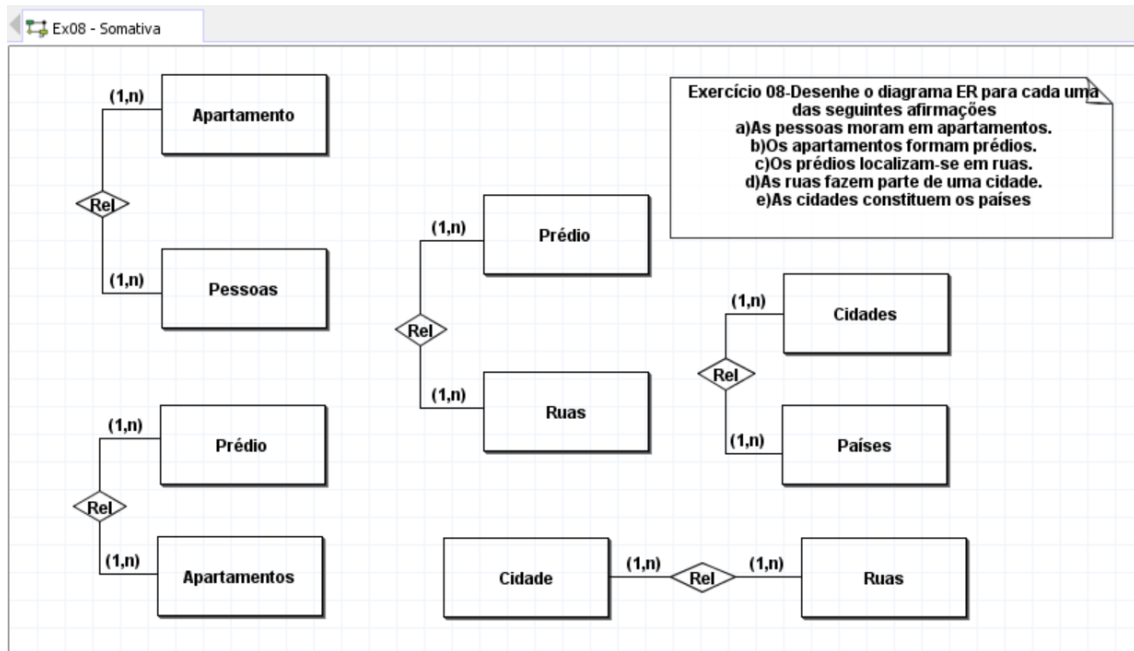 Ex08 - Somativa
Exercício 08-Desenhe o diagrama ER para cada uma
das seguintes afirmações
a)As pessoas moram em apartamentos.
b)Os apartamentos formam prédios.
c)Os prédios localizam-se em ruas.
d)As ruas fazem parte de uma cidade.
e)As cidades constituem os países
(1,n)
Apartamento
Rel
(1,n)
Pessoas
(1,n)
Prédio
Rel
(1,n)
Ruas
(1,n)
Cidades
Rel
(1,n)
Países
(1,n)
Prédio
Rel
(1,n)
Apartamentos
Cidade
(1,n)
Rel
(1,n)
Ruas